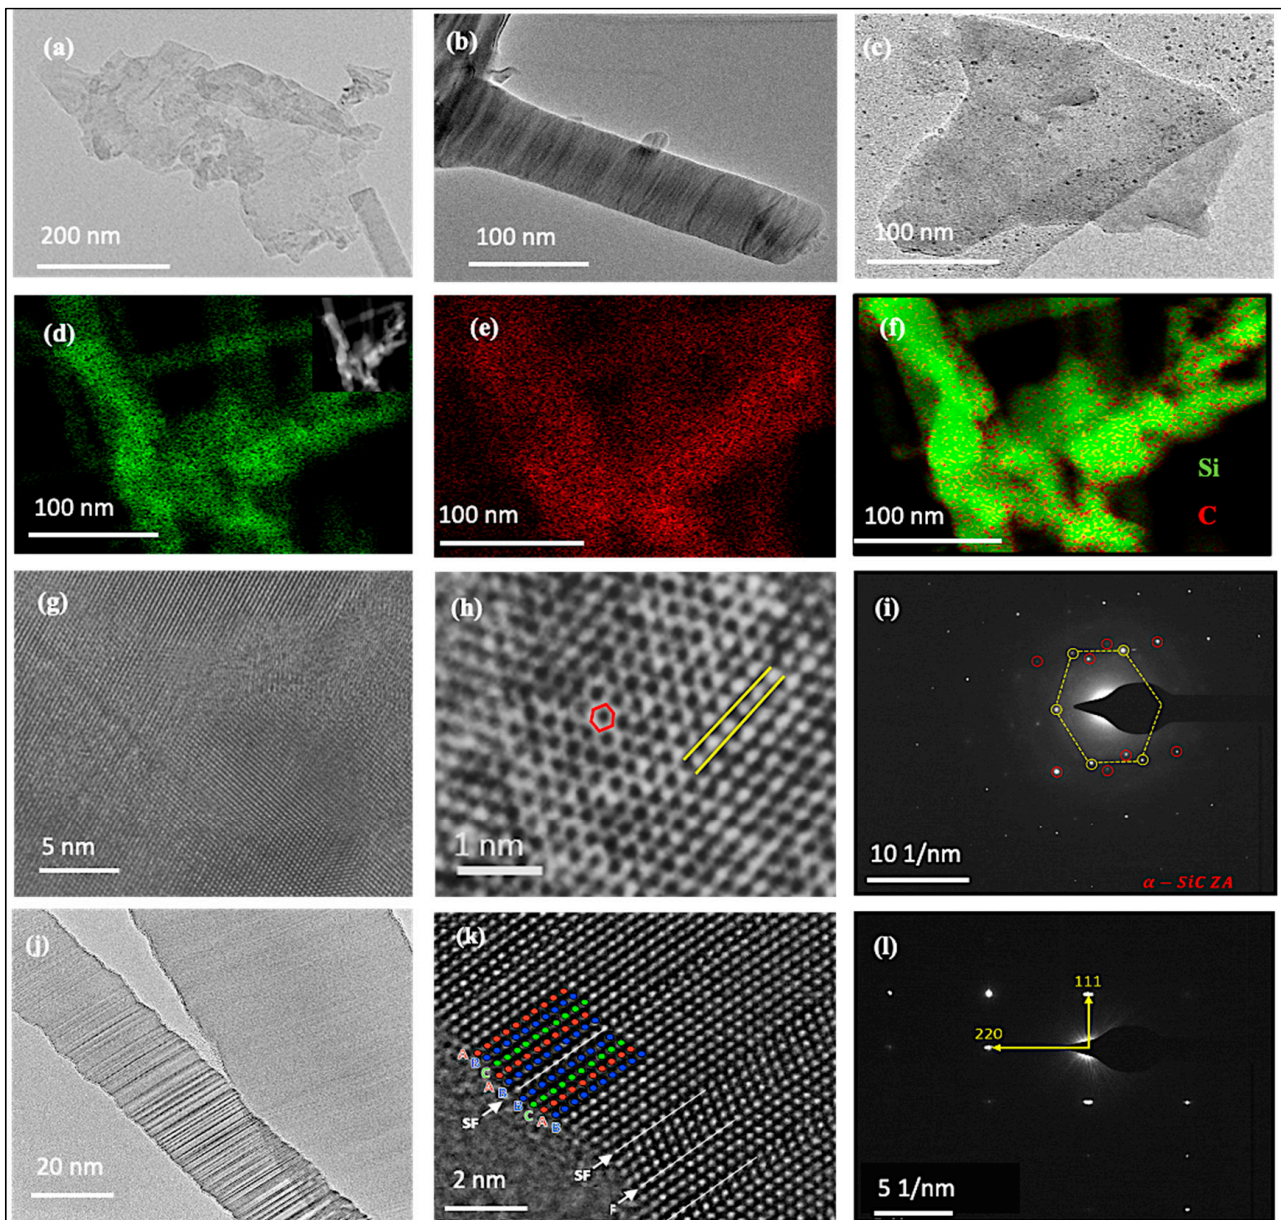 (a)
200 nm
(b)
100 nm
(c)
100 nm
(d)
100 nm
(e)
100 nm
(f)
Si
C
100 nm
(g)
5 nm
(h)
1 nm
(i)
10 1/nm
α − SiC ZA
(j)
20 nm
(k)
A
B
C
A
B
SF
B
C
A
B
SF
F
2 nm
(l)
111
220
5 1/nm